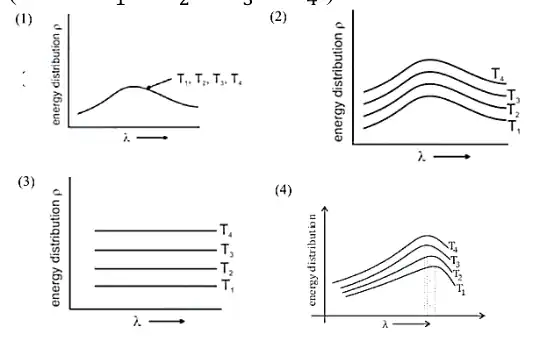 (1)
energy distribution ρ
T₁, T₂, T₃, T₄
λ
(2)
energy distribution ρ
T₄
T₃
T₂
T₁
λ
(3)
energy distribution ρ
T₄
T₃
T₂
T₁
λ
(4)
energy distribution
T₄
T₃
T₂
T₁
λ